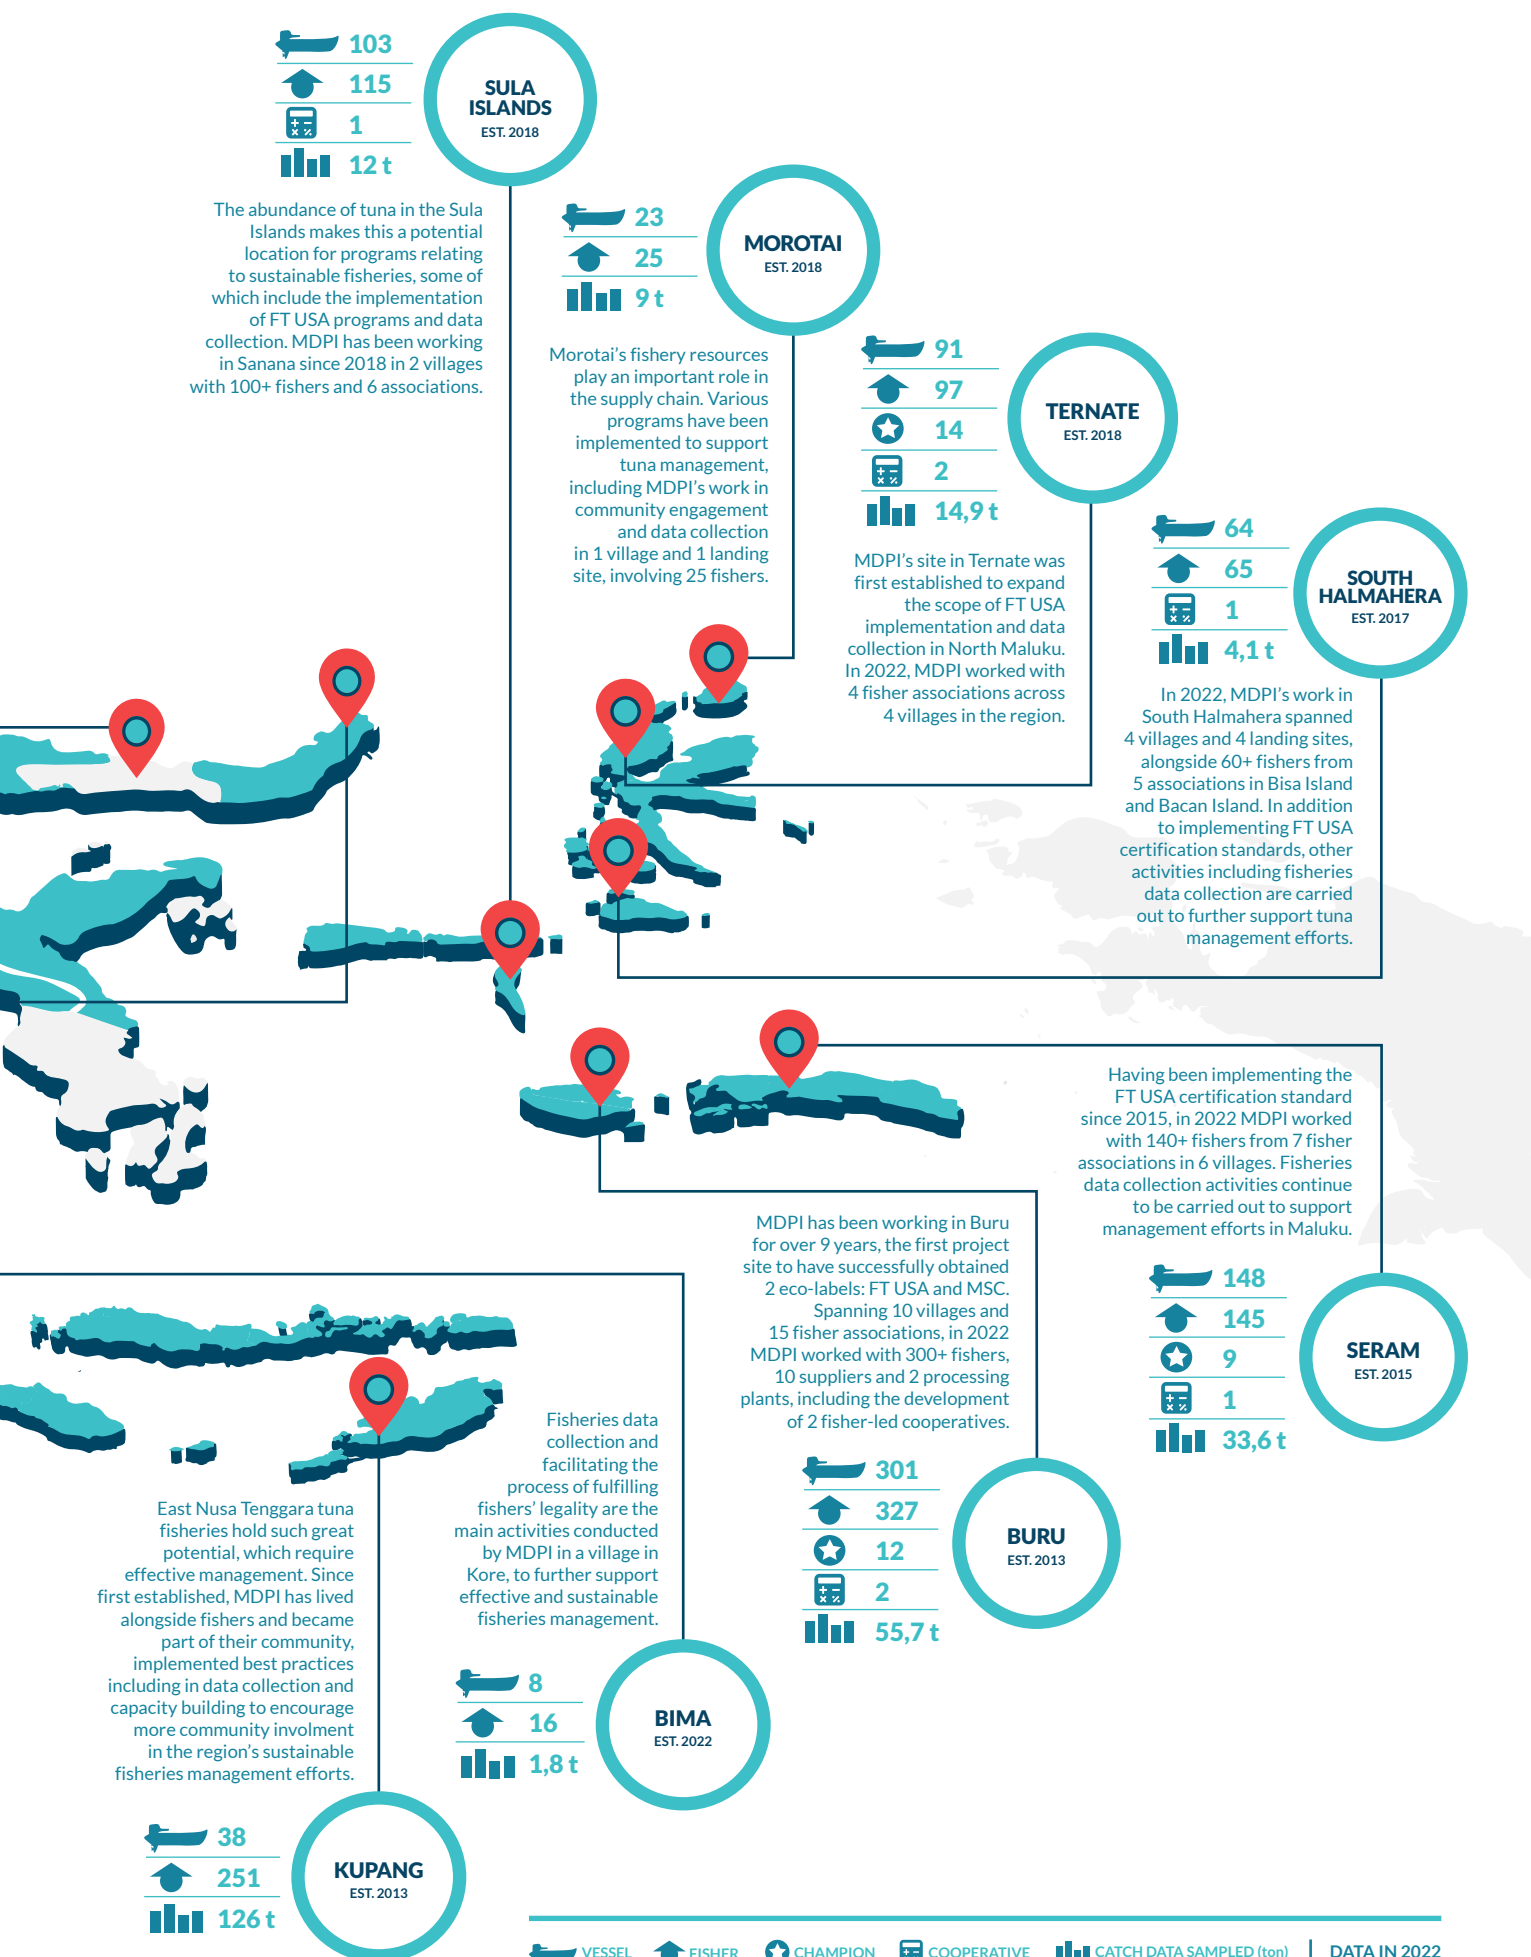 103
115
1
12 t
SULA
ISLANDS
EST. 2018
The abundance of tuna in the Sula
Islands makes this a potential
location for programs relating
to sustainable fisheries, some of
which include the implementation
of FT USA programs and data
collection. MDPI has been working
in Sanana since 2018 in 2 villages
with 100+ fishers and 6 associations.
23
25
9 t
MOROTAI
EST. 2018
Morotai's fishery resources
play an important role in
the supply chain. Various
programs have been
implemented to support
tuna management,
including MDPI's work in
community engagement
and data collection
in 1 village and 1 landing
site, involving 25 fishers.
91
97
14
2
14,9 t
TERNATE
EST. 2018
MDPI's site in Ternate was
first established to expand
the scope of FT USA
implementation and data
collection in North Maluku.
In 2022, MDPI worked with
4 fisher associations across
4 villages in the region.
64
65
1
4,1 t
SOUTH
HALMAHERA
EST. 2017
In 2022, MDPI's work in
South Halmahera spanned
4 villages and 4 landing sites,
alongside 60+ fishers from
5 associations in Bisa Island
and Bacan Island. In addition
to implementing FT USA
certification standards, other
activities including fisheries
data collection are carried
out to further support tuna
management efforts.
Having been implementing the
FT USA certification standard
since 2015, in 2022 MDPI worked
with 140+ fishers from 7 fisher
associations in 6 villages. Fisheries
data collection activities continue
to be carried out to support
management efforts in Maluku.
148
145
9
1
33,6 t
SERAM
EST. 2015
MDPI has been working in Buru
for over 9 years, the first project
site to have successfully obtained
2 eco-labels: FT USA and MSC.
Spanning 10 villages and
15 fisher associations, in 2022
MDPI worked with 300+ fishers,
10 suppliers and 2 processing
plants, including the development
of 2 fisher-led cooperatives.
301
327
12
2
55,7 t
BURU
EST. 2013
Fisheries data
collection and
facilitating the
process of fulfilling
fishers' legality are the
main activities conducted
by MDPI in a village in
Kore, to further support
effective and sustainable
fisheries management.
8
16
1,8 t
BIMA
EST. 2022
East Nusa Tenggara tuna
fisheries hold such great
potential, which require
effective management. Since
first established, MDPI has lived
alongside fishers and became
part of their community,
implemented best practices
including in data collection and
capacity building to encourage
more community involment
in the region's sustainable
fisheries management efforts.
38
251
126 t
KUPANG
EST. 2013
VESSEL FISHER CHAMPION COOPERATIVE CATCH DATA SAMPLED (ton) DATA IN 2022